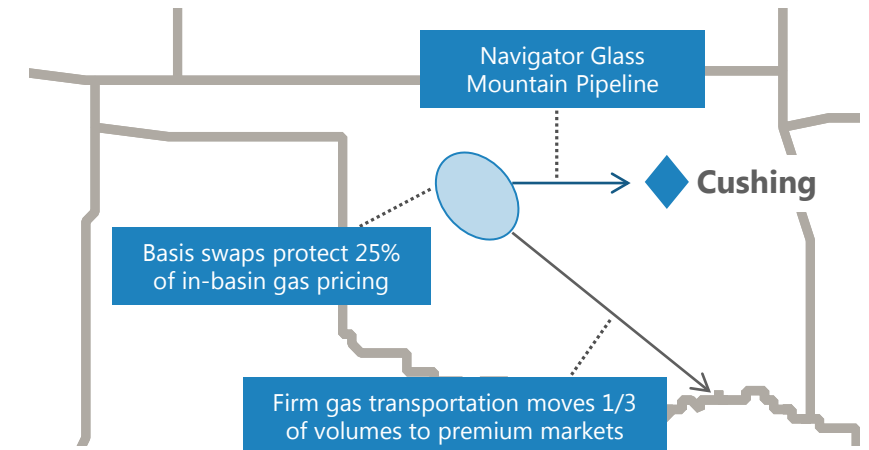 Navigator Glass
Mountain Pipeline
Cushing
Basis swaps protect 25%
of in-basin gas pricing
Firm gas transportation moves 1/3
of volumes to premium markets